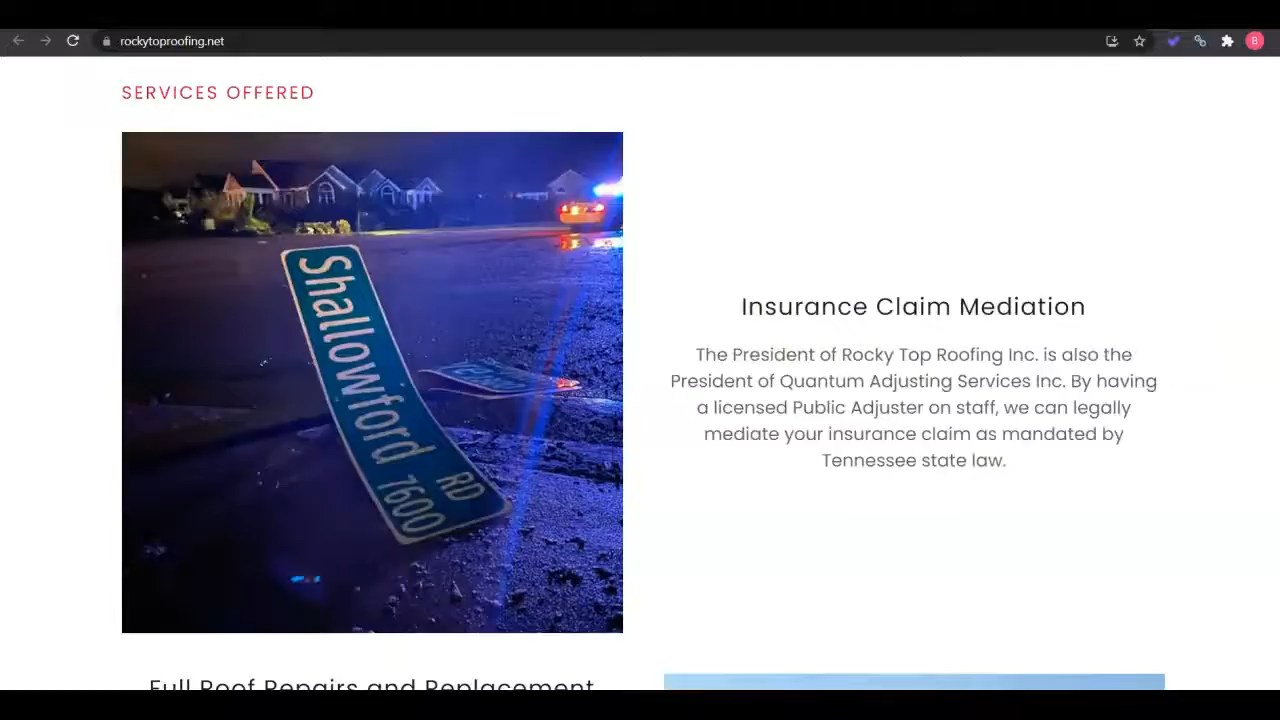 rockytoproofing.net
B
SERVICES OFFERED
Shallowford RD
7600
Insurance Claim Mediation
The President of Rocky Top Roofing Inc. is also the
President of Quantum Adjusting Services Inc. By having
a licensed Public Adjuster on staff, we can legally
mediate your insurance claim as mandated by
Tennessee state law.
Full Roof Repairs and Replacement